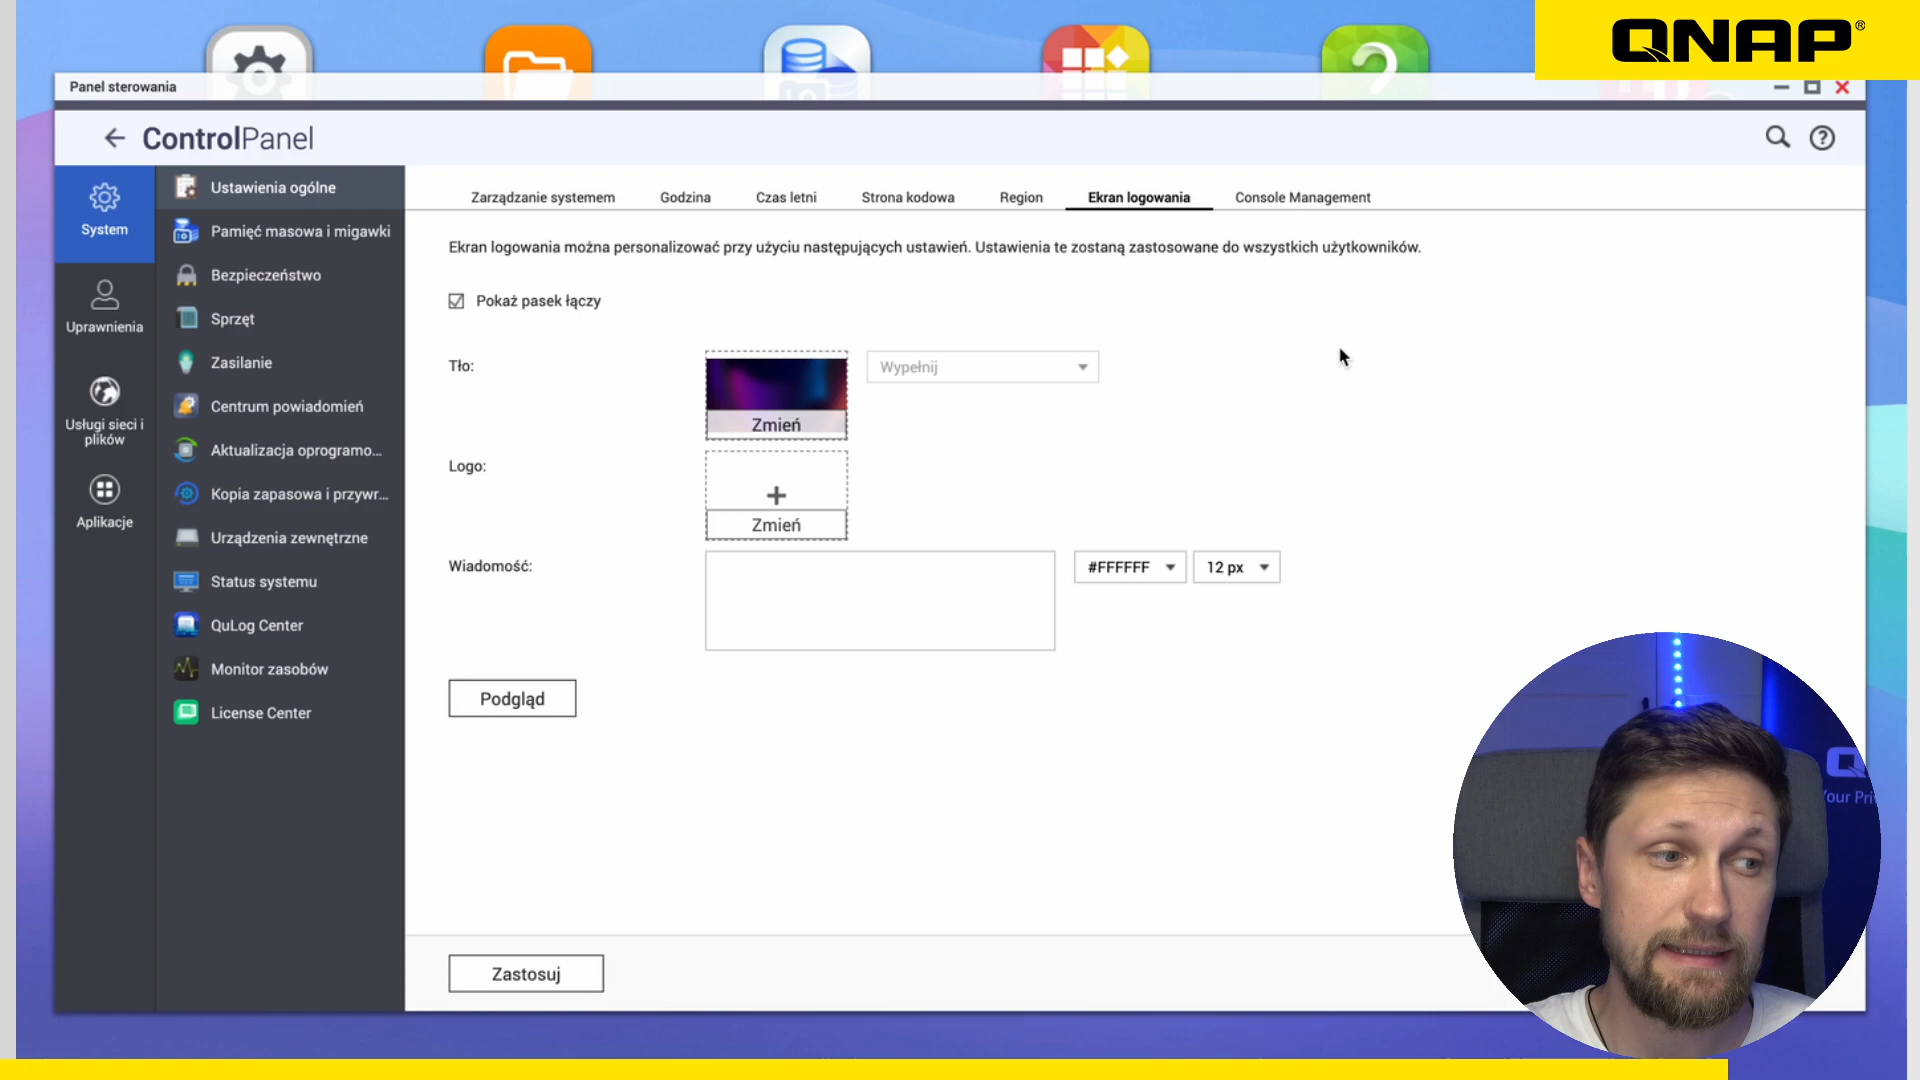 QNAP®
Panel sterowania
ControlPanel
System
Uprawnienia
Usługi sieci i
plików
Aplikacje
Ustawienia ogólne
Pamięć masowa i migawki
Bezpieczeństwo
Sprzęt
Zasilanie
Centrum powiadomień
Aktualizacja oprogramo...
Kopia zapasowa i przywr...
Urządzenia zewnętrzne
Status systemu
QuLog Center
Monitor zasobów
License Center
Zarządzanie systemem
Godzina
Czas letni
Strona kodowa
Region
Ekran logowania
Console Management
Ekran logowania można personalizować przy użyciu następujących ustawień. Ustawienia te zostaną zastosowane do wszystkich użytkowników.
Pokaż pasek łączy
Tło:
Zmień
Wypełnij
Logo:
Zmień
Wiadomość:
#FFFFFF
12 px
Podgląd
Zastosuj